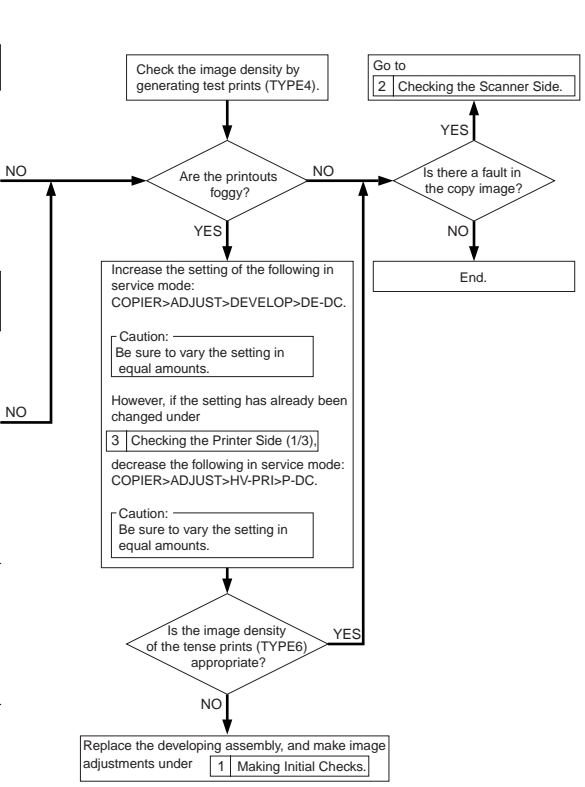 Check the image density by
generating test prints (TYPE4).
Go to
2 Checking the Scanner Side.
YES
NO
Are the printouts
foggy?
NO
Is there a fault in
the copy image?
YES
NO
End.
Increase the setting of the following in
service mode:
COPIER>ADJUST>DEVELOP>DE-DC.
Caution:
Be sure to vary the setting in
equal amounts.
However, if the setting has already been
changed under
3 Checking the Printer Side (1/3),
decrease the following in service mode:
COPIER>ADJUST>HV-PRI>P-DC.
Caution:
Be sure to vary the setting in
equal amounts.
NO
Is the image density
of the tense prints (TYPE6)
appropriate?
YES
NO
Replace the developing assembly, and make image
adjustments under 1 Making Initial Checks.